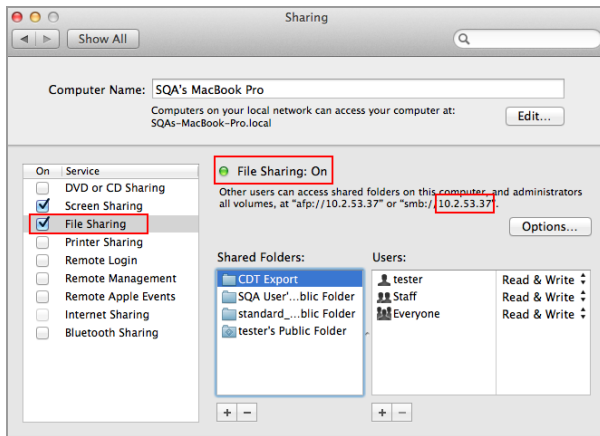 Sharing
Show All
Computer Name: SQA's MacBook Pro
Computers on your local network can access your computer at:
SQAs-MacBook-Pro.local
Edit...
On Service
DVD or CD Sharing
Screen Sharing
File Sharing
Printer Sharing
Remote Login
Remote Management
Remote Apple Events
Internet Sharing
Bluetooth Sharing
File Sharing: On
Other users can access shared folders on this computer, and administrators
all volumes, at "afp://10.2.53.37" or "smb://10.2.53.37".
Options...
Shared Folders:
CDT Export
SQA User'...blic Folder
standard_...blic Folder
tester's Public Folder
Users:
tester Read & Write
Staff Read & Write
Everyone Read & Write
+ −
+ −